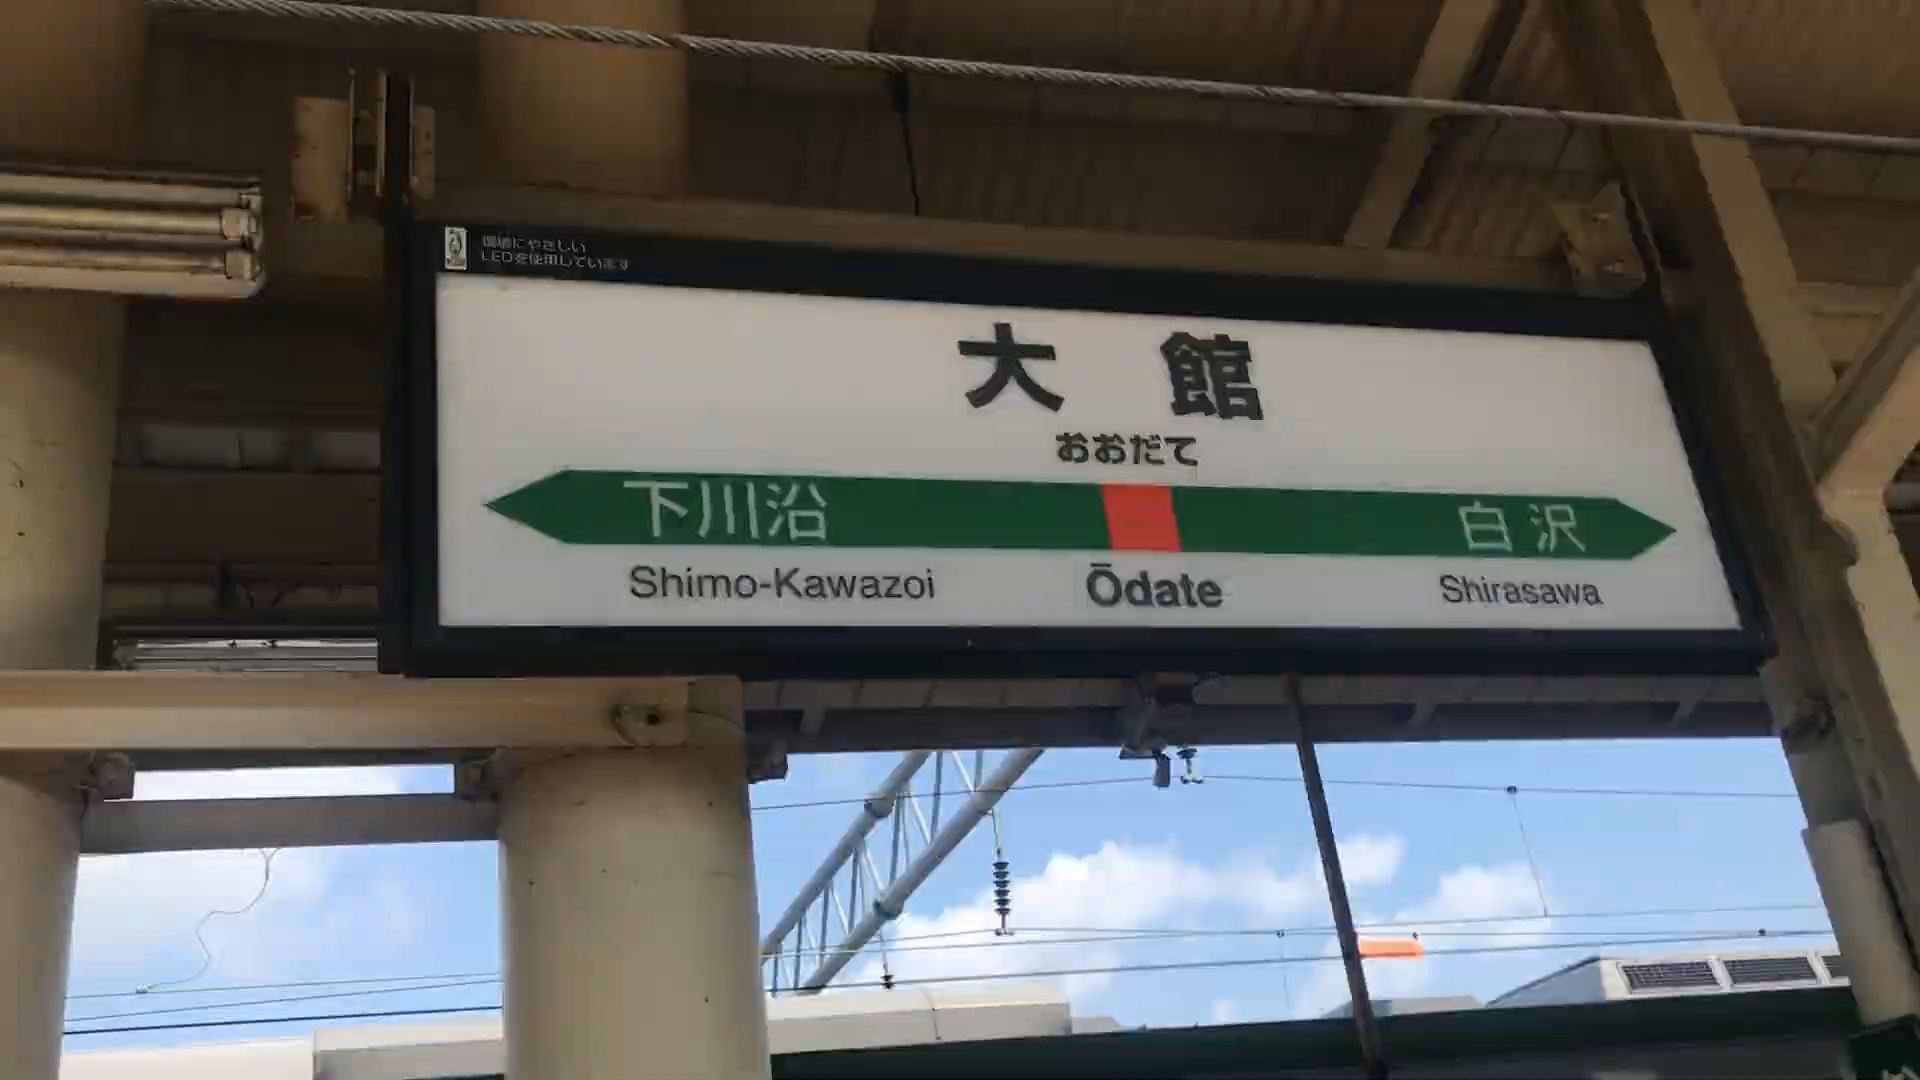 環境にやさしい
LEDを使用しています
大館
おおだて
下川沿 白沢
Shimo-Kawazoi Ōdate Shirasawa